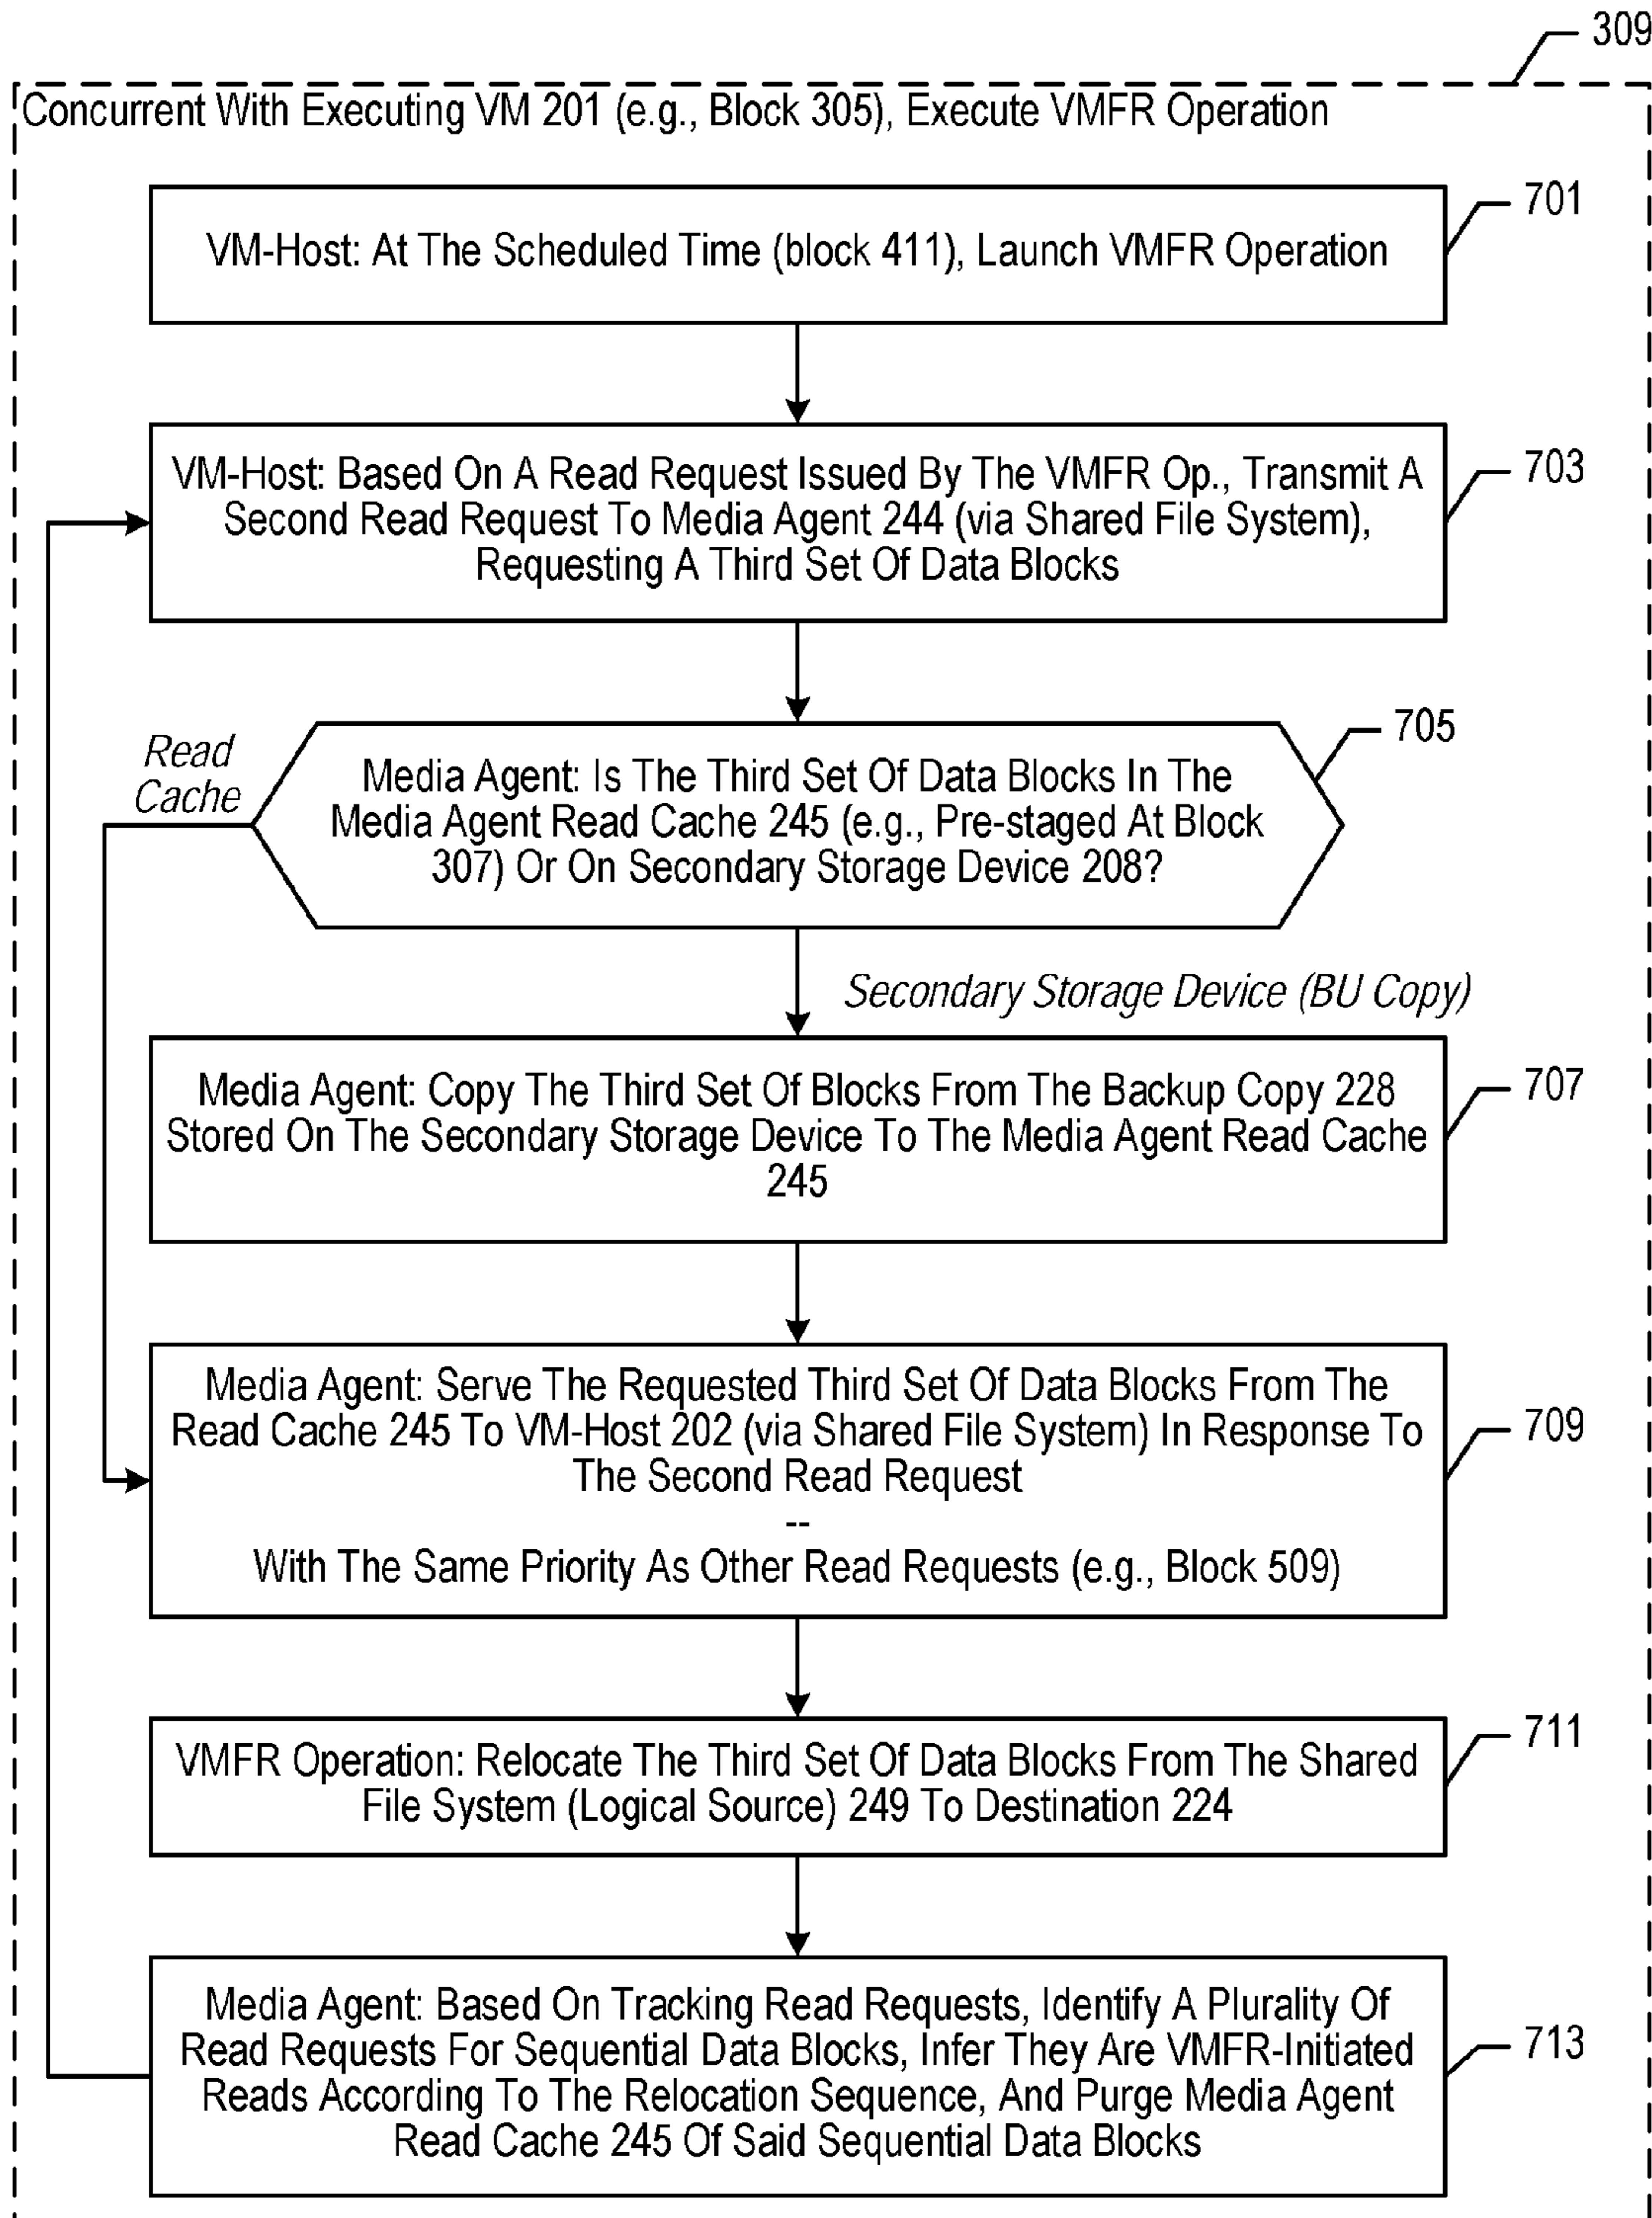 309
Concurrent With Executing VM 201 (e.g., Block 305), Execute VMFR Operation
701
VM-Host: At The Scheduled Time (block 411), Launch VMFR Operation
703
VM-Host: Based On A Read Request Issued By The VMFR Op., Transmit A
Second Read Request To Media Agent 244 (via Shared File System),
Requesting A Third Set Of Data Blocks
705
Read
Cache
Media Agent: Is The Third Set Of Data Blocks In The
Media Agent Read Cache 245 (e.g., Pre-staged At Block
307) Or On Secondary Storage Device 208?
Secondary Storage Device (BU Copy)
707
Media Agent: Copy The Third Set Of Blocks From The Backup Copy 228
Stored On The Secondary Storage Device To The Media Agent Read Cache
245
709
Media Agent: Serve The Requested Third Set Of Data Blocks From The
Read Cache 245 To VM-Host 202 (via Shared File System) In Response To
The Second Read Request
--
With The Same Priority As Other Read Requests (e.g., Block 509)
711
VMFR Operation: Relocate The Third Set Of Data Blocks From The Shared
File System (Logical Source) 249 To Destination 224
713
Media Agent: Based On Tracking Read Requests, Identify A Plurality Of
Read Requests For Sequential Data Blocks, Infer They Are VMFR-Initiated
Reads According To The Relocation Sequence, And Purge Media Agent
Read Cache 245 Of Said Sequential Data Blocks